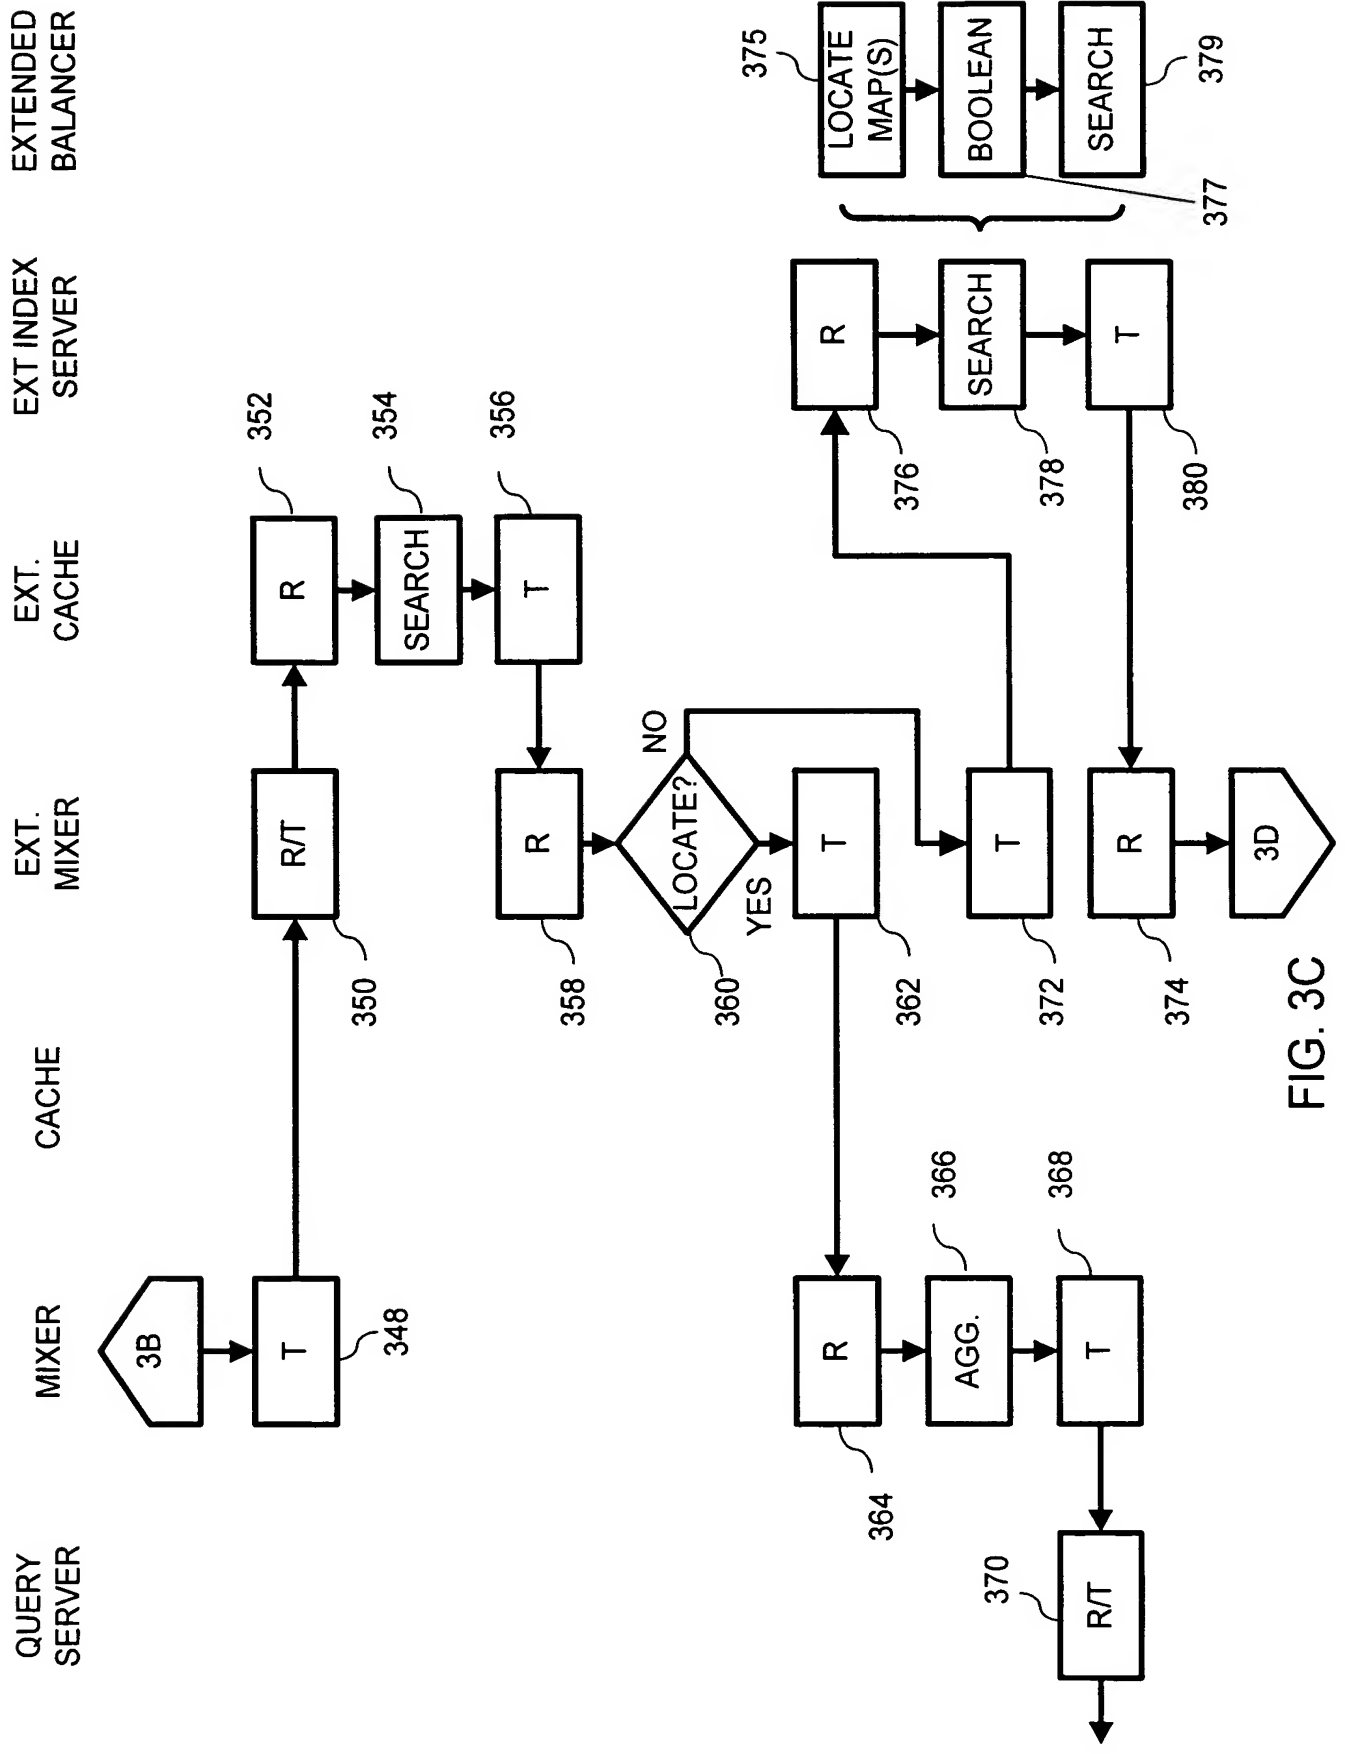 QUERY
SERVER
MIXER
CACHE
EXT.
MIXER
EXT.
CACHE
EXT INDEX
SERVER
EXTENDED
BALANCER
3B
T
348
R/T
350
R
352
SEARCH
354
T
356
R
358
LOCATE?
360
NO
YES
T
362
R
364
AGG.
366
T
368
R/T
370
T
372
R
376
SEARCH
378
T
380
LOCATE
MAP(S)
375
BOOLEAN
377
SEARCH
379
R
374
3D
FIG. 3C